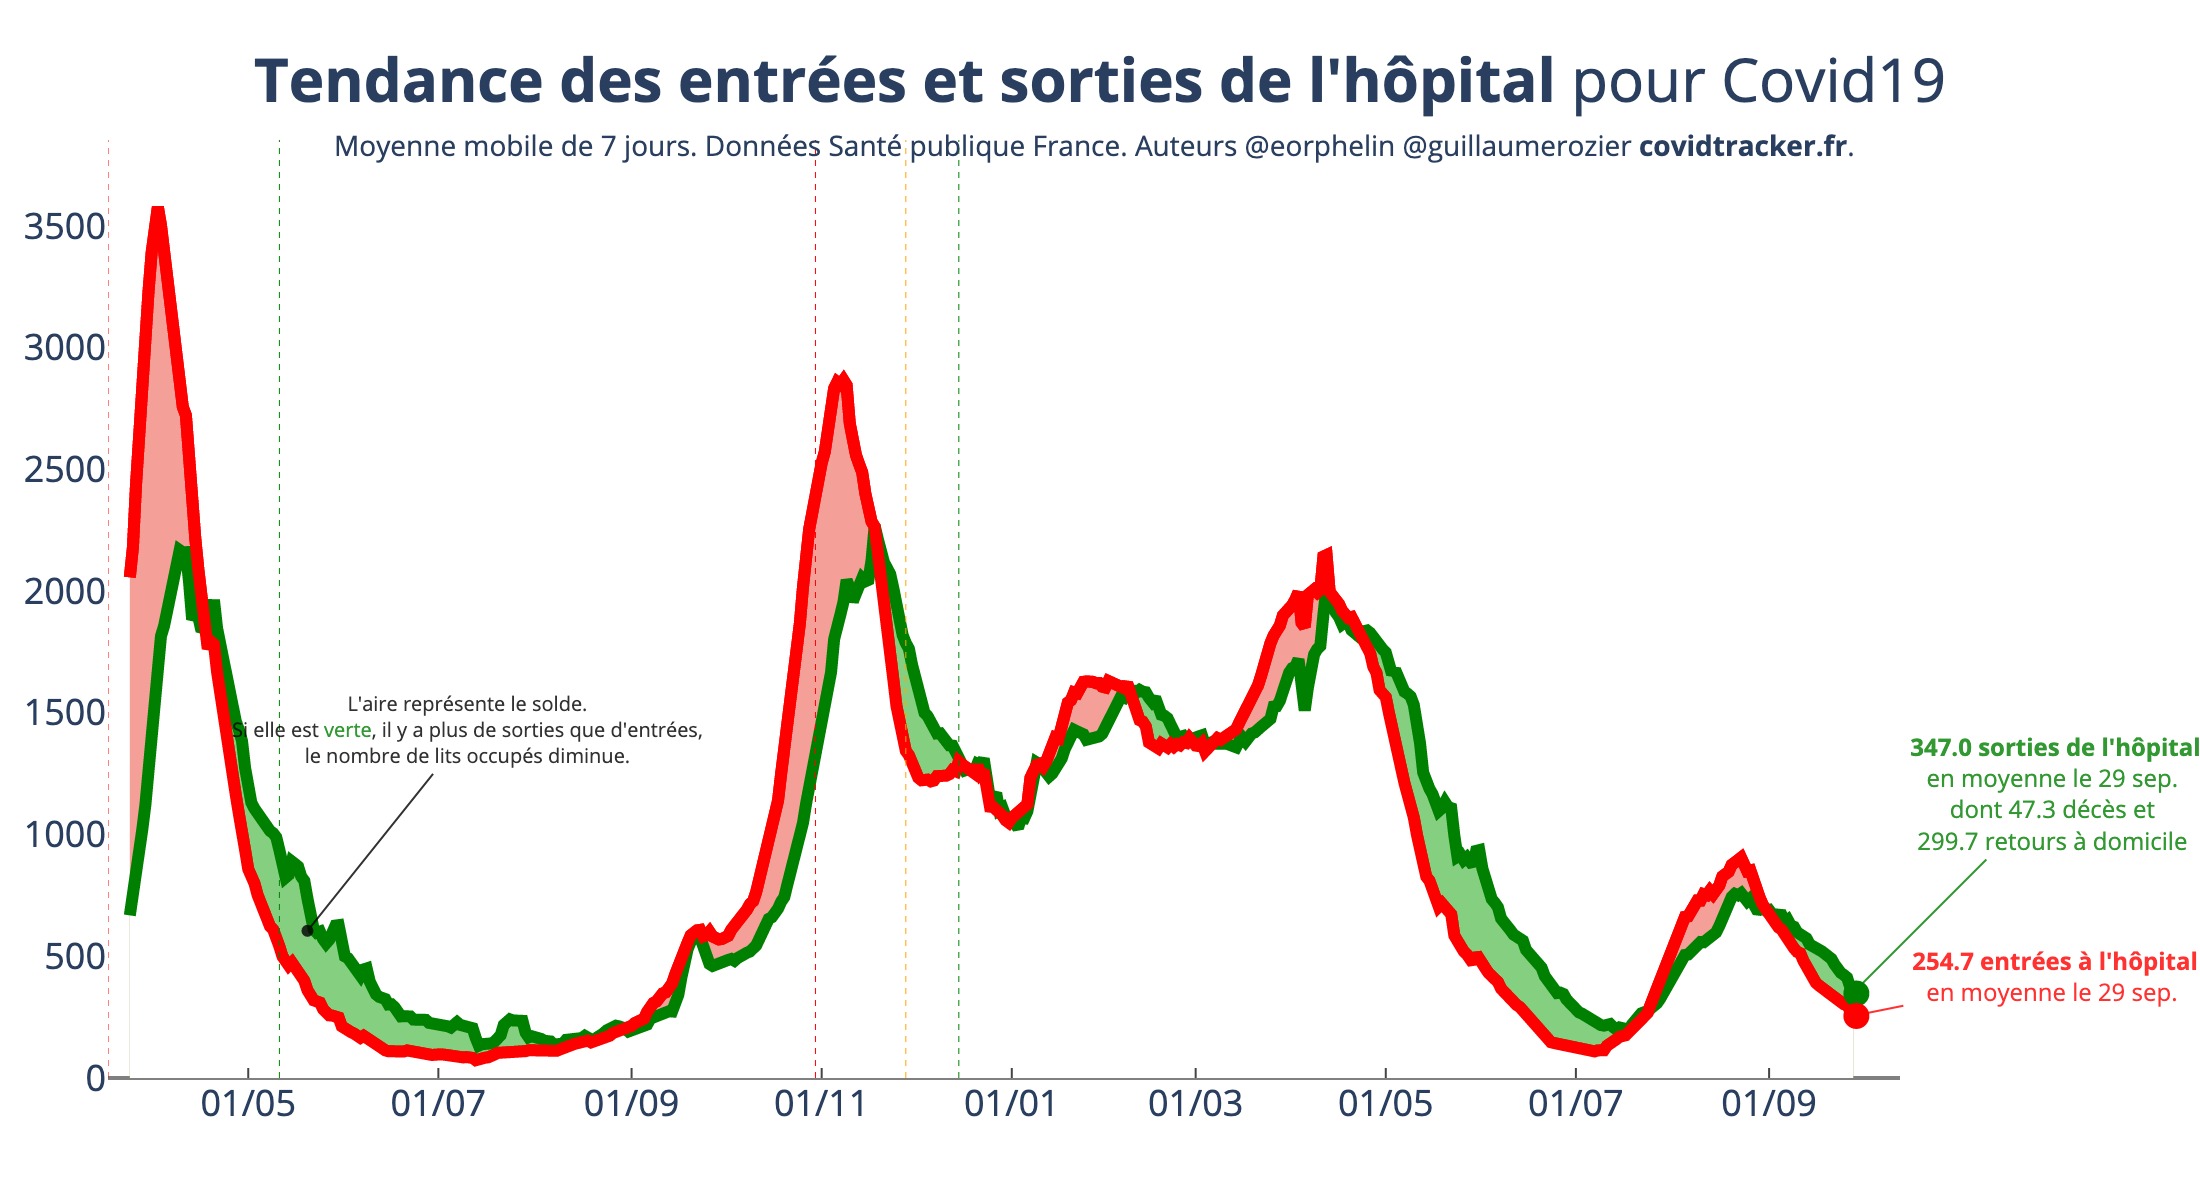 Tendance des entrées et sorties de l'hôpital pour Covid19
Moyenne mobile de 7 jours. Données Santé publique France. Auteurs @eorphelin @guillaumerozier covidtracker.fr.
3500
3000
2500
2000
1500
1000
500
0
L'aire représente le solde.
Si elle est verte, il y a plus de sorties que d'entrées,
le nombre de lits occupés diminue.
347.0 sorties de l'hôpital
en moyenne le 29 sep.
dont 47.3 décès et
299.7 retours à domicile
254.7 entrées à l'hôpital
en moyenne le 29 sep.
01/05 01/07 01/09 01/11 01/01 01/03 01/05 01/07 01/09